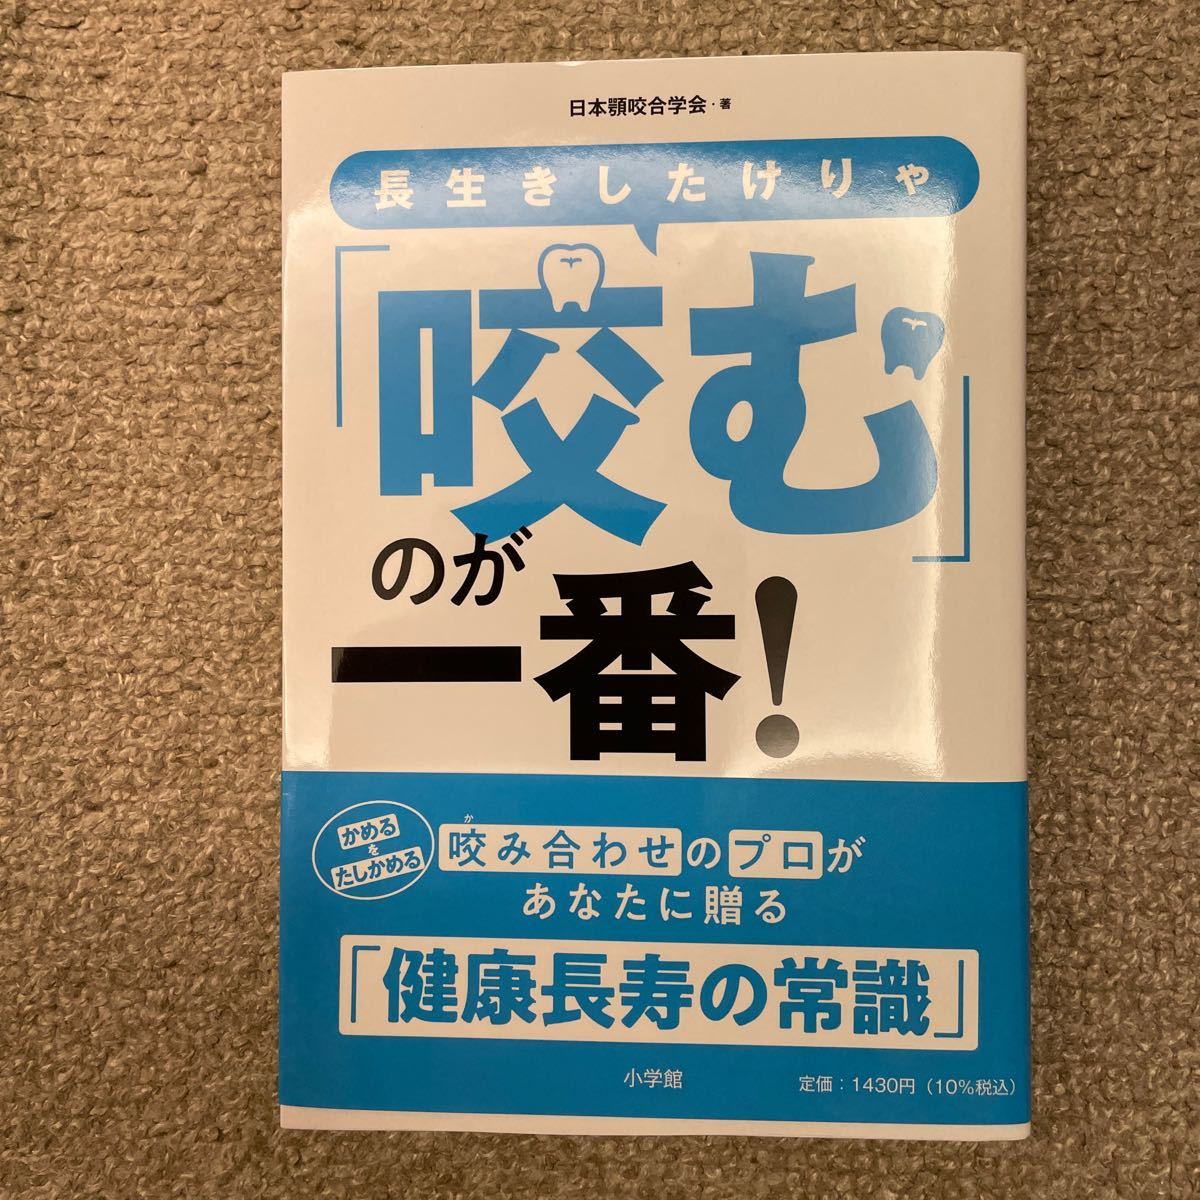 日本顎咬合学会・著
長生きしたけりゃ
「咬む」
のが
一番!
かめる
を
たしかめる
か
咬み合わせのプロが
あなたに贈る
「健康長寿の常識」
小学館
定価:1430円(10%税込)